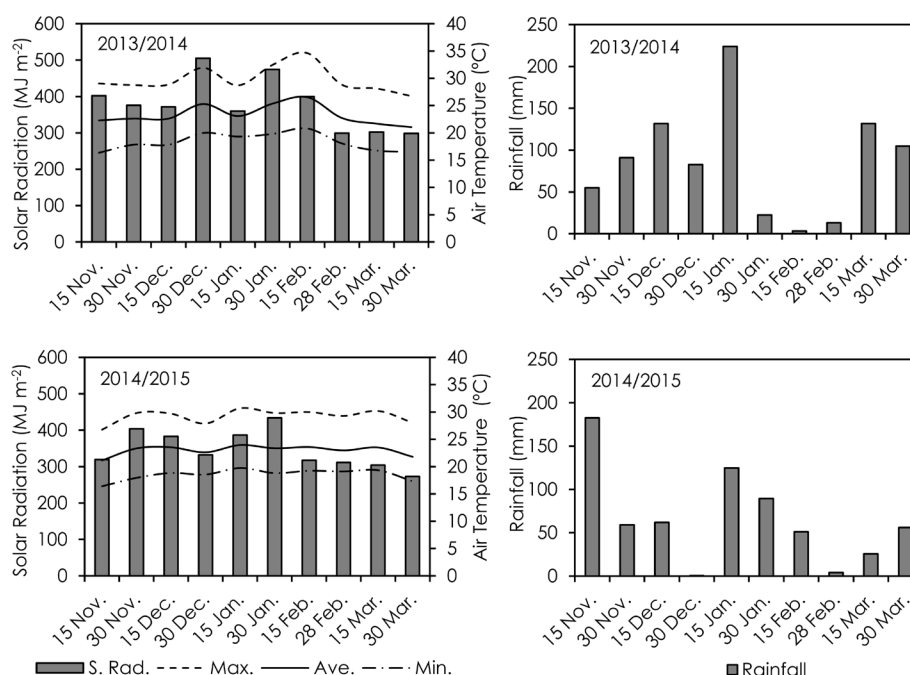 2013/2014
Solar Radiation (MJ m-2)
600
500
400
300
200
100
0
Air Temperature (ºC)
40
35
30
25
20
15
10
5
0
15 Nov.
30 Nov.
15 Dec.
30 Dec.
15 Jan.
30 Jan.
15 Feb.
28 Feb.
15 Mar.
30 Mar.
2013/2014
Rainfall (mm)
250
200
150
100
50
0
15 Nov.
30 Nov.
15 Dec.
30 Dec.
15 Jan.
30 Jan.
15 Feb.
28 Feb.
15 Mar.
30 Mar.
2014/2015
Solar Radiation (MJ m-2)
600
500
400
300
200
100
0
Air Temperature (ºC)
40
35
30
25
20
15
10
5
0
15 Nov.
30 Nov.
15 Dec.
30 Dec.
15 Jan.
30 Jan.
15 Feb.
28 Feb.
15 Mar.
30 Mar.
S. Rad. Max. Ave. Min.
2014/2015
Rainfall (mm)
250
200
150
100
50
0
15 Nov.
30 Nov.
15 Dec.
30 Dec.
15 Jan.
30 Jan.
15 Feb.
28 Feb.
15 Mar.
30 Mar.
Rainfall